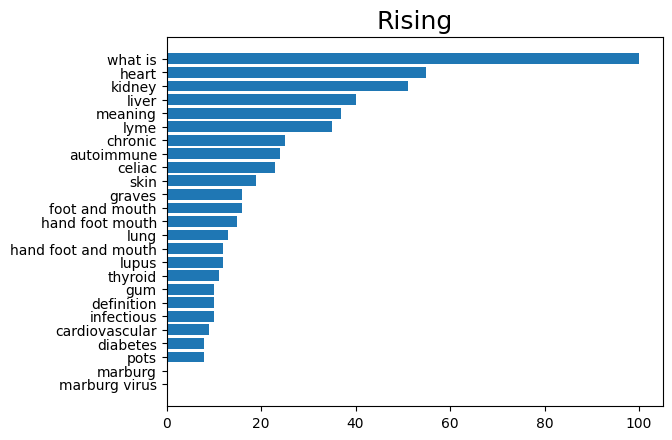 Rising
what is
heart
kidney
liver
meaning
lyme
chronic
autoimmune
celiac
skin
graves
foot and mouth
hand foot mouth
lung
hand foot and mouth
lupus
thyroid
gum
definition
infectious
cardiovascular
diabetes
pots
marburg
marburg virus
0 20 40 60 80 100